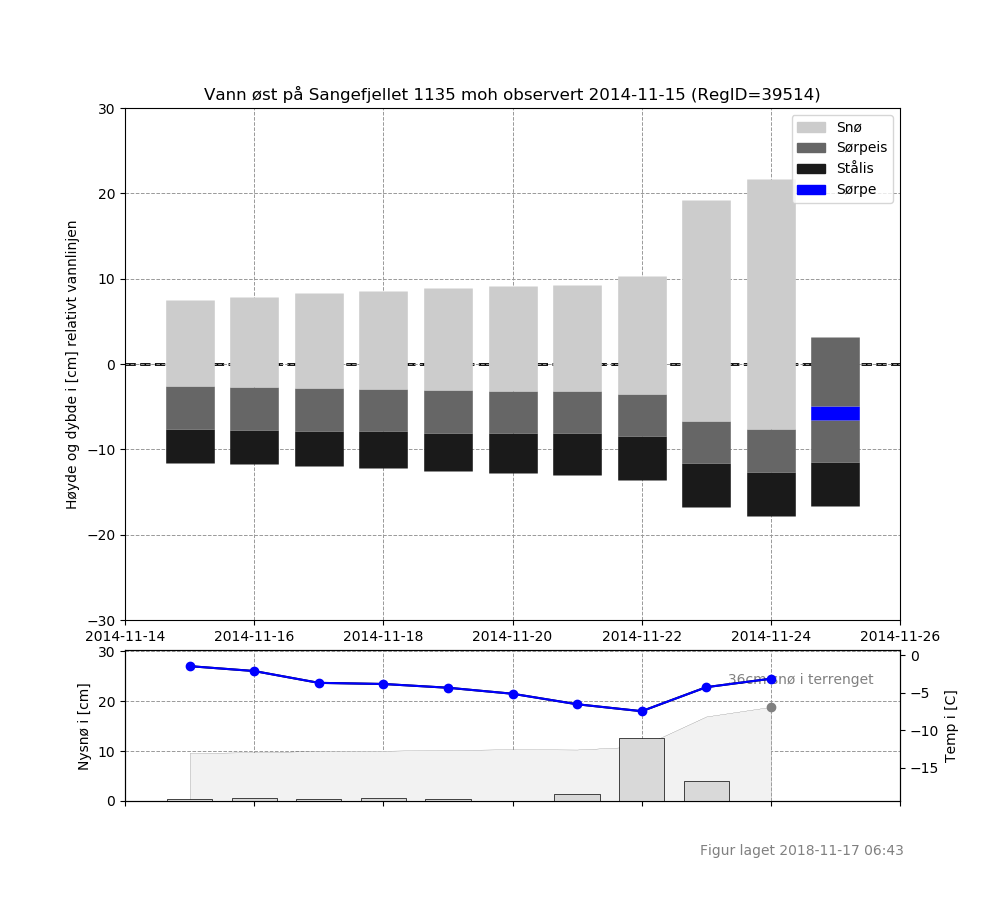 Vann øst på Sangefjellet 1135 moh observert 2014-11-15 (RegID=39514)
Høyde og dybde i [cm] relativt vannlinjen
30
20
10
0
−10
−20
−30
Snø
Sørpeis
Stålis
Sørpe
2014-11-14 2014-11-16 2014-11-18 2014-11-20 2014-11-22 2014-11-24 2014-11-26
Nysnø i [cm]
30
20
10
0
36cm snø i terrenget
0
−5
−10
−15
Temp i [C]
Figur laget 2018-11-17 06:43